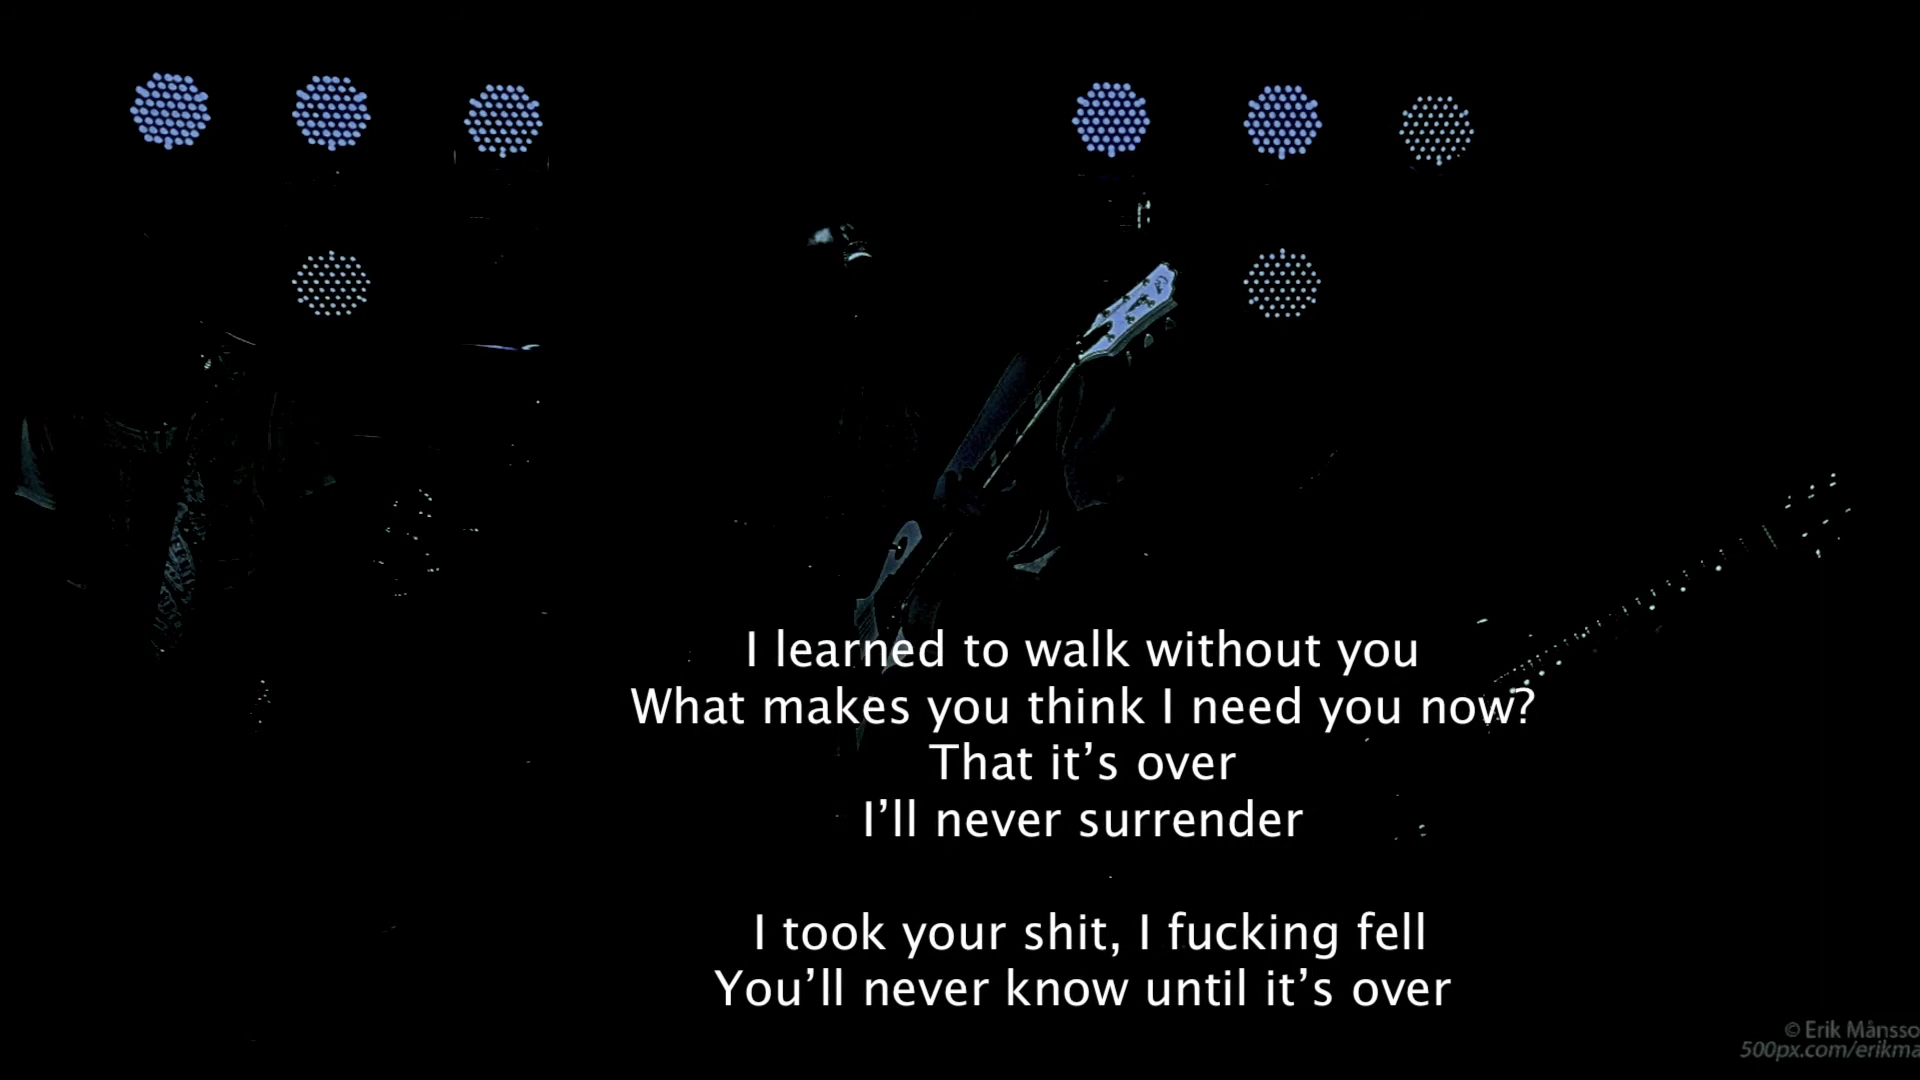 I learned to walk without you
What makes you think I need you now?
That it’s over
I’ll never surrender
I took your shit, I fucking fell
You’ll never know until it’s over
© Erik Månsso
500px.com/erikma